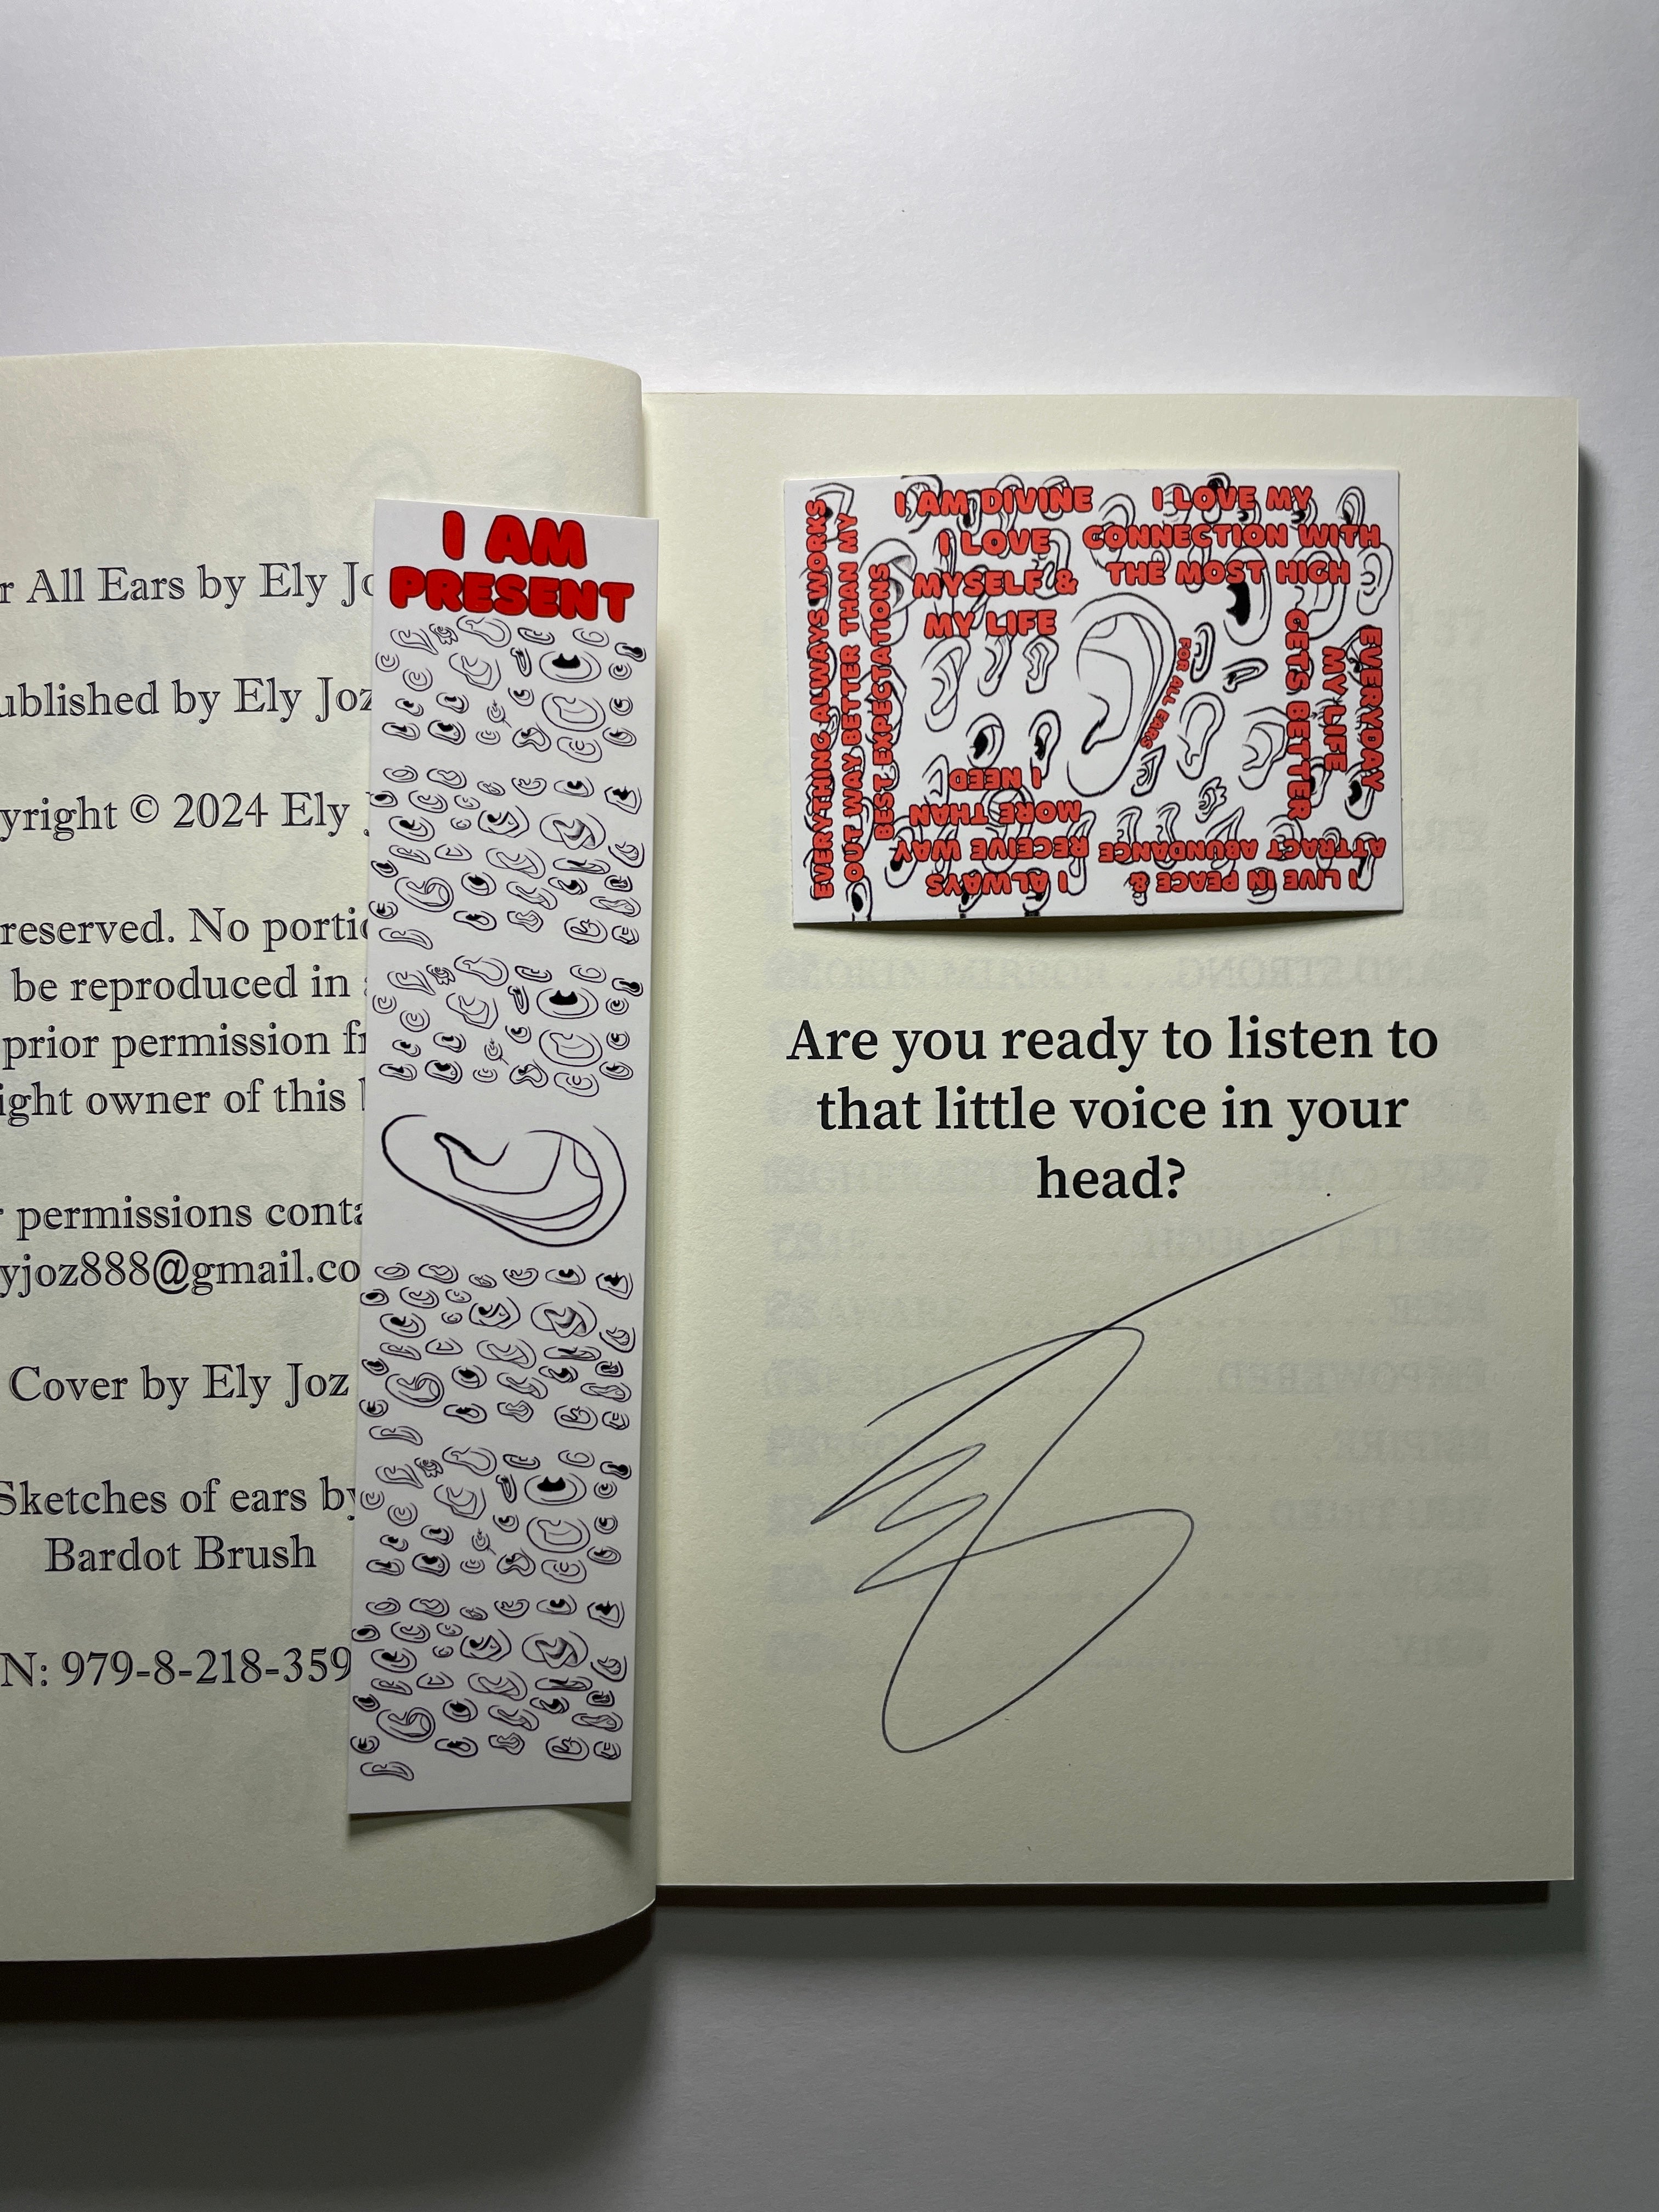 r All Ears by Ely Jo
ublished by Ely Joz
yright © 2024 Ely
reserved. No portio
be reproduced in
prior permission fr
ight owner of this
permissions conta
yjoz888@gmail.co
Cover by Ely Joz
Sketches of ears by
Bardot Brush
N: 979-8-218-359
I AM
PRESENT
I AM DIVINE
I LOVE
MYSELF &
MY LIFE
I LOVE MY
CONNECTION WITH
THE MOST HIGH
EVERYDAY
MY LIFE
GETS BETTER
I LIVE IN PEACE &
ATTRACT ABUNDANCE
I ALWAYS
RECEIVE WAY
MORE THAN
I NEED
EVERYTHING ALWAYS WORKS
OUT WAY BETTER THAN MY
BEST EXPECTATIONS
FOR ALL EARS
Are you ready to listen to
that little voice in your
head?